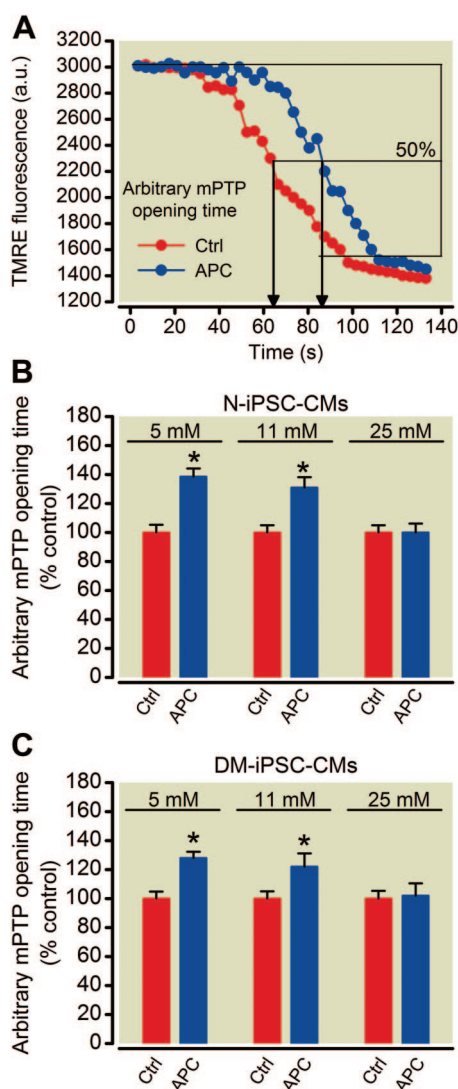 A
TMRE fluorescence (a.u.)
3200
3000
2800
2600
2400
2200
2000
1800
1600
1400
1200
50%
Arbitrary mPTP
opening time
Ctrl
APC
0 20 40 60 80 100 120 140
Time (s)
B
N-iPSC-CMs
Arbitrary mPTP opening time
(% control)
180
160
140
120
100
80
60
40
20
0
5 mM 11 mM 25 mM
* *
Ctrl APC Ctrl APC Ctrl APC
C
DM-iPSC-CMs
Arbitrary mPTP opening time
(% control)
180
160
140
120
100
80
60
40
20
0
5 mM 11 mM 25 mM
* *
Ctrl APC Ctrl APC Ctrl APC